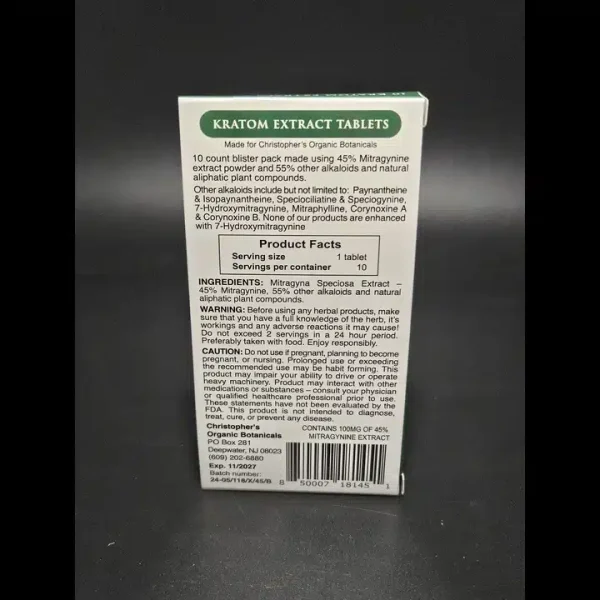 KRATOM EXTRACT TABLETS
Made for Christopher's Organic Botanicals
10 count blister pack made using 45% Mitragynine
extract powder and 55% other alkaloids and natural
aliphatic plant compounds.
Other alkaloids include but not limited to: Paynantheine
& Isopaynantheine, Speciociliatine & Speciogynine,
7-Hydroxymitragynine, Mitraphylline, Corynoxine A
& Corynoxine B. None of our products are enhanced
with 7-Hydroxymitragynine
Product Facts
Serving size 1 tablet
Servings per container 10
INGREDIENTS: Mitragyna Speciosa Extract –
45% Mitragynine, 55% other alkaloids and natural
aliphatic plant compounds.
WARNING: Before using any herbal products, make
sure that you have a full knowledge of the herb, it's
workings and any adverse reactions it may cause!
Do not exceed 2 servings in a 24 hour period.
Preferably taken with food. Enjoy responsibly.
CAUTION: Do not use if pregnant, planning to become
pregnant, or nursing. Prolonged use or exceeding
the recommended use may be habit forming. This
product may impair your ability to drive or operate
heavy machinery. Product may interact with other
medications or substances – consult your physician
or qualified healthcare professional prior to use.
These statements have not been evaluated by the
FDA. This product is not intended to diagnose,
treat, cure, or prevent any disease.
Christopher's
Organic Botanicals
PO Box 281
Deepwater, NJ 08023
(609) 202-6880
Exp. 11/2027
Batch number:
24-05/118/X/45/B
CONTAINS 100MG OF 45%
MITRAGYNINE EXTRACT
8 50007 18145 1